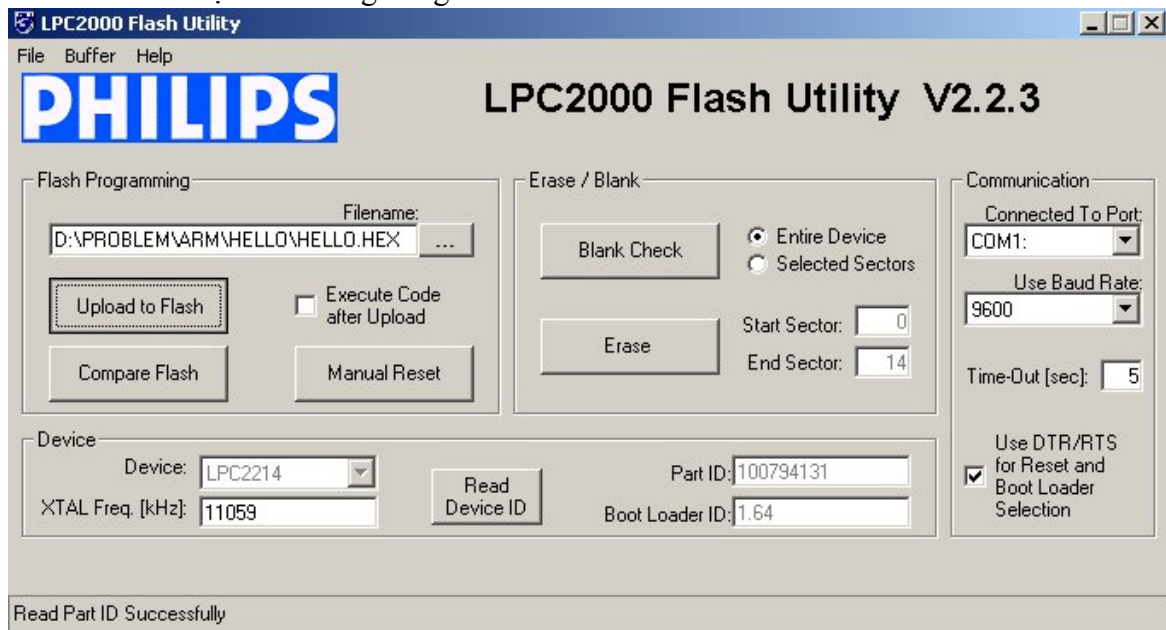 LPC2000 Flash Utility
File Buffer Help
PHILIPS
LPC2000 Flash Utility V2.2.3
Flash Programming
Filename:
D:\PROBLEM\ARM\HELLO\HELLO.HEX
...
Upload to Flash
Execute Code
after Upload
Compare Flash
Manual Reset
Erase / Blank
Blank Check
Entire Device
Selected Sectors
Erase
Start Sector: 0
End Sector: 14
Communication
Connected To Port:
COM1:
Use Baud Rate:
9600
Time-Out [sec]: 5
Use DTR/RTS
for Reset and
Boot Loader
Selection
Device
Device: LPC2214
XTAL Freq. [kHz]: 11059
Read
Device ID
Part ID: 100794131
Boot Loader ID: 1.64
Read Part ID Successfully